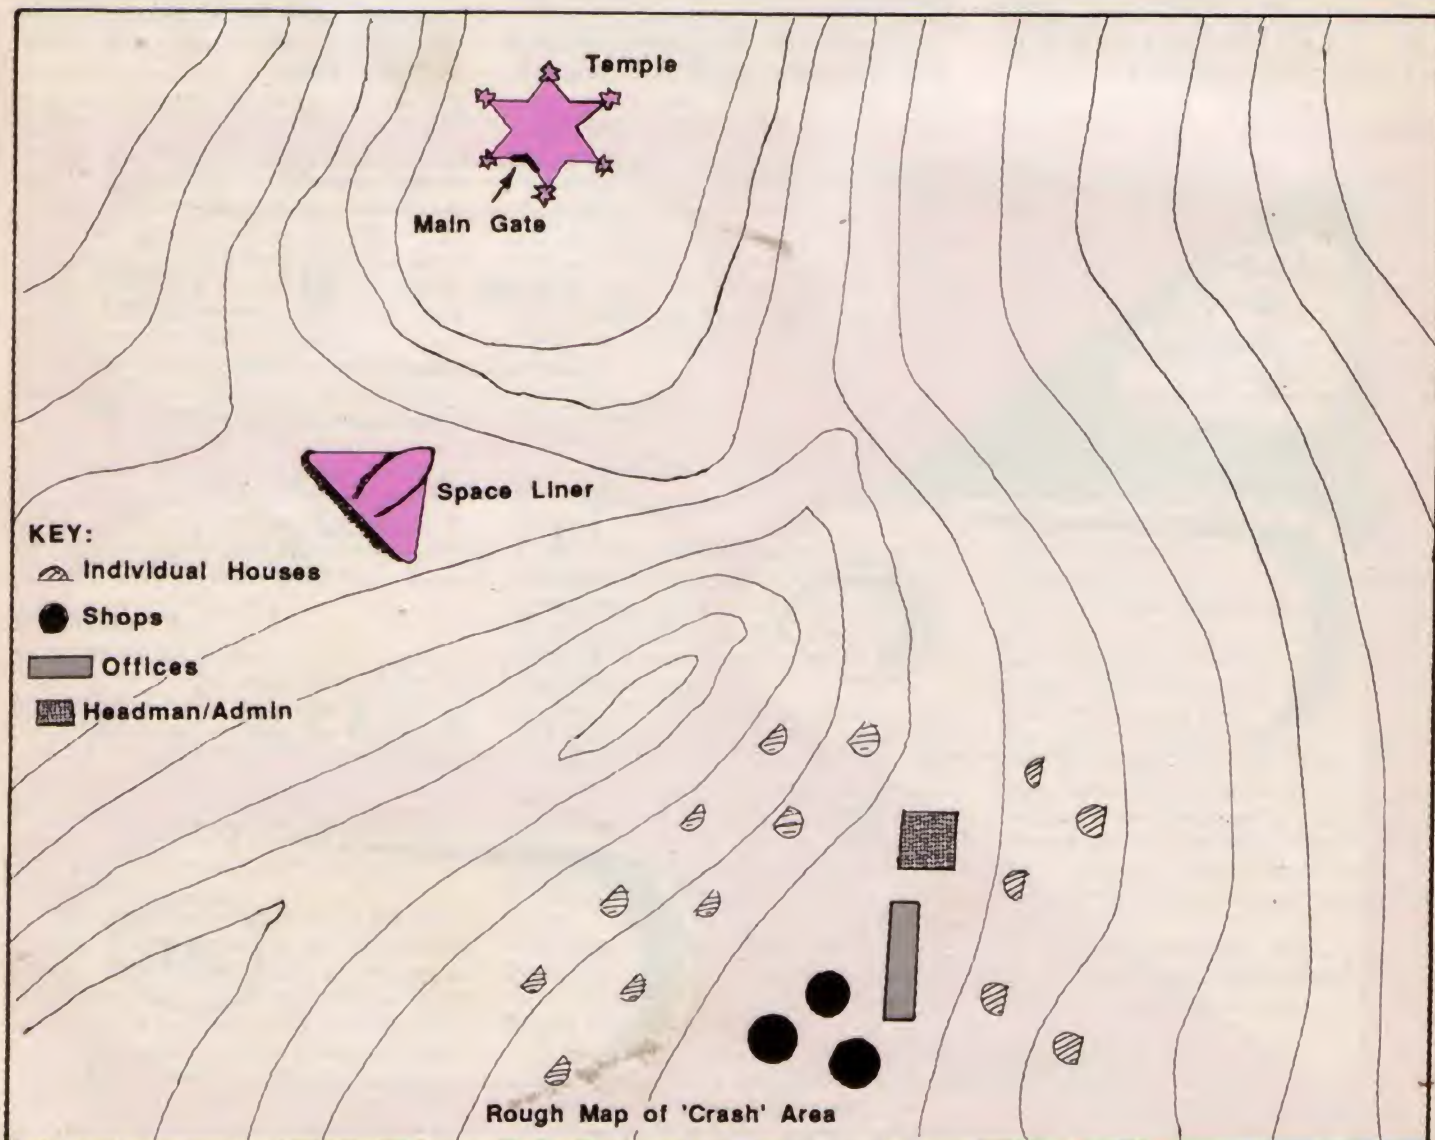 Temple
Main Gate
Space Liner
KEY:
Individual Houses
Shops
Offices
Headman/Admin
Rough Map of 'Crash' Area